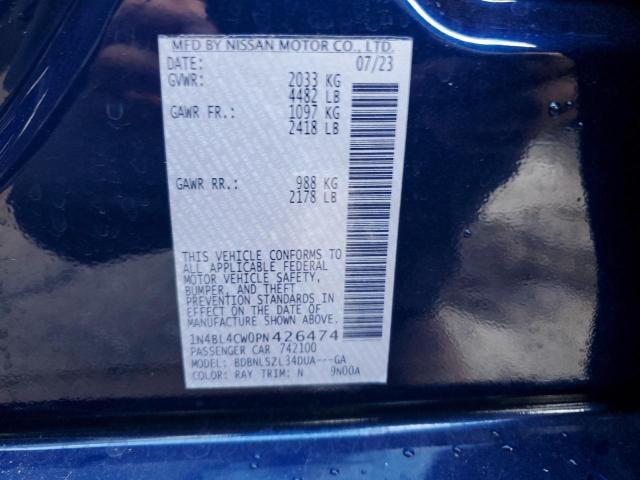 MFD BY NISSAN MOTOR CO., LTD.
DATE: 07/23
GVWR: 2033 KG
4482 LB
GAWR FR.: 1097 KG
2418 LB
GAWR RR.: 988 KG
2178 LB
THIS VEHICLE CONFORMS TO
ALL APPLICABLE FEDERAL
MOTOR VEHICLE SAFETY,
BUMPER, AND THEFT
PREVENTION STANDARDS IN
EFFECT ON THE DATE OF
MANUFACTURE SHOWN ABOVE.
1N4BL4CW0PN426474
PASSENGER CAR 742100
MODEL: BDBNLSZL34DUA---GA
COLOR: RAY TRIM: N 9N00A